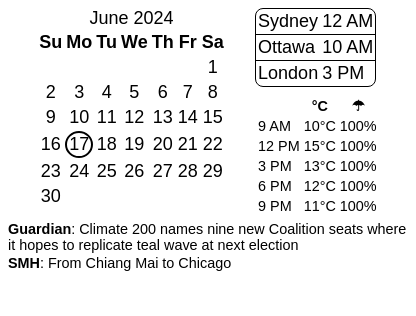 June 2024
Su Mo Tu We Th Fr Sa
1
2 3 4 5 6 7 8
9 10 11 12 13 14 15
16 17 18 19 20 21 22
23 24 25 26 27 28 29
30
Sydney 12 AM
Ottawa 10 AM
London 3 PM
°C ☂
9 AM 10°C 100%
12 PM 15°C 100%
3 PM 13°C 100%
6 PM 12°C 100%
9 PM 11°C 100%
Guardian: Climate 200 names nine new Coalition seats where
it hopes to replicate teal wave at next election
SMH: From Chiang Mai to Chicago